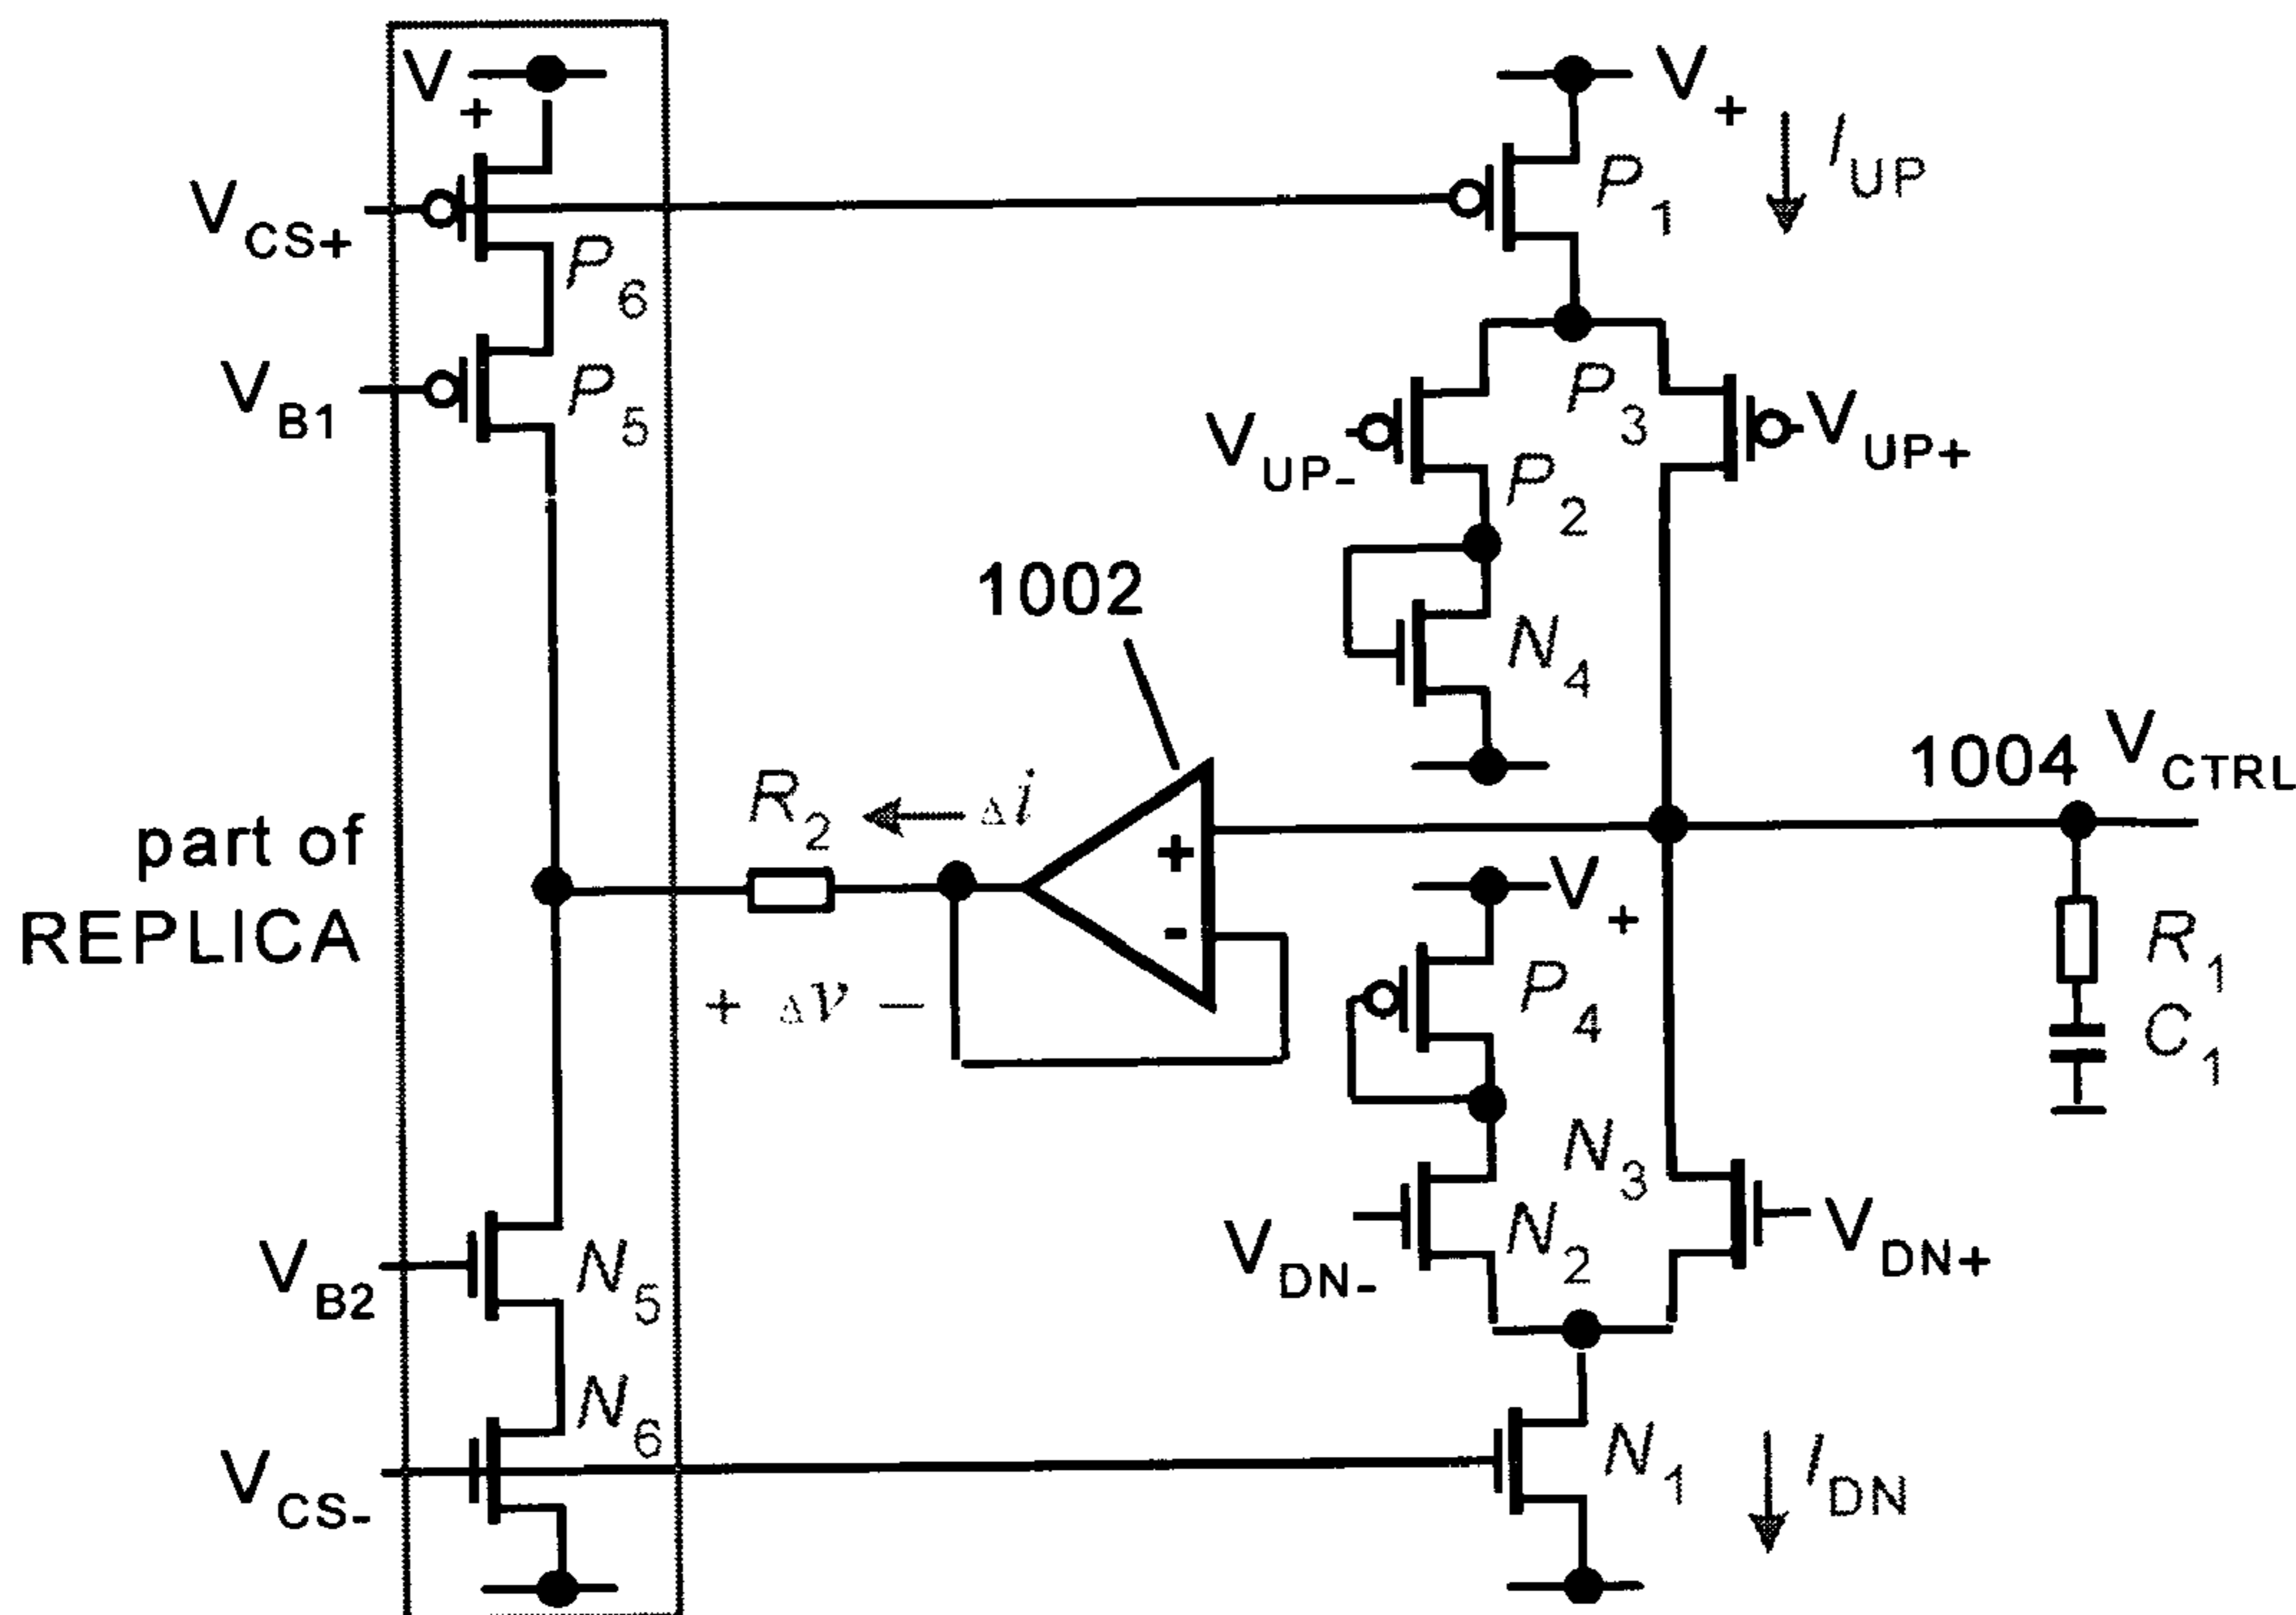 V+
V+
IUP
P1
VCS+
P6
VB1
P5
P3
VUP-
VUP+
P2
1002
N4
1004
VCTRL
R2
Δi
part of
REPLICA
+
-
V+
R1
+ Δv −
P4
C1
N3
VDN-
VDN+
N2
VB2
N5
N6
VCS-
N1
IDN